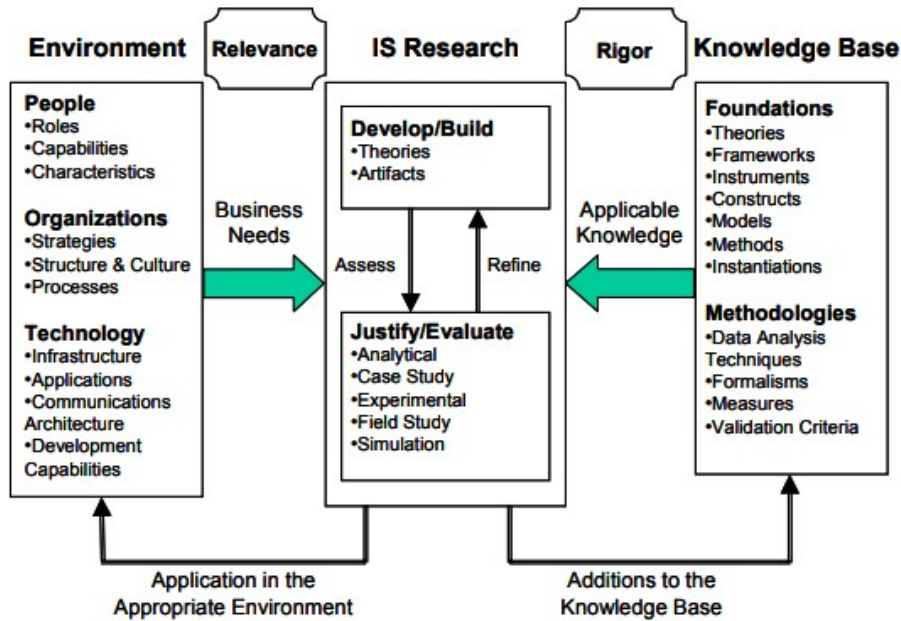 Environment
Relevance
IS Research
Rigor
Knowledge Base
People
•Roles
•Capabilities
•Characteristics
Organizations
•Strategies
•Structure & Culture
•Processes
Technology
•Infrastructure
•Applications
•Communications
Architecture
•Development
Capabilities
Business
Needs
Develop/Build
•Theories
•Artifacts
Assess
Refine
Justify/Evaluate
•Analytical
•Case Study
•Experimental
•Field Study
•Simulation
Applicable
Knowledge
Foundations
•Theories
•Frameworks
•Instruments
•Constructs
•Models
•Methods
•Instantiations
Methodologies
•Data Analysis
Techniques
•Formalisms
•Measures
•Validation Criteria
Application in the
Appropriate Environment
Additions to the
Knowledge Base